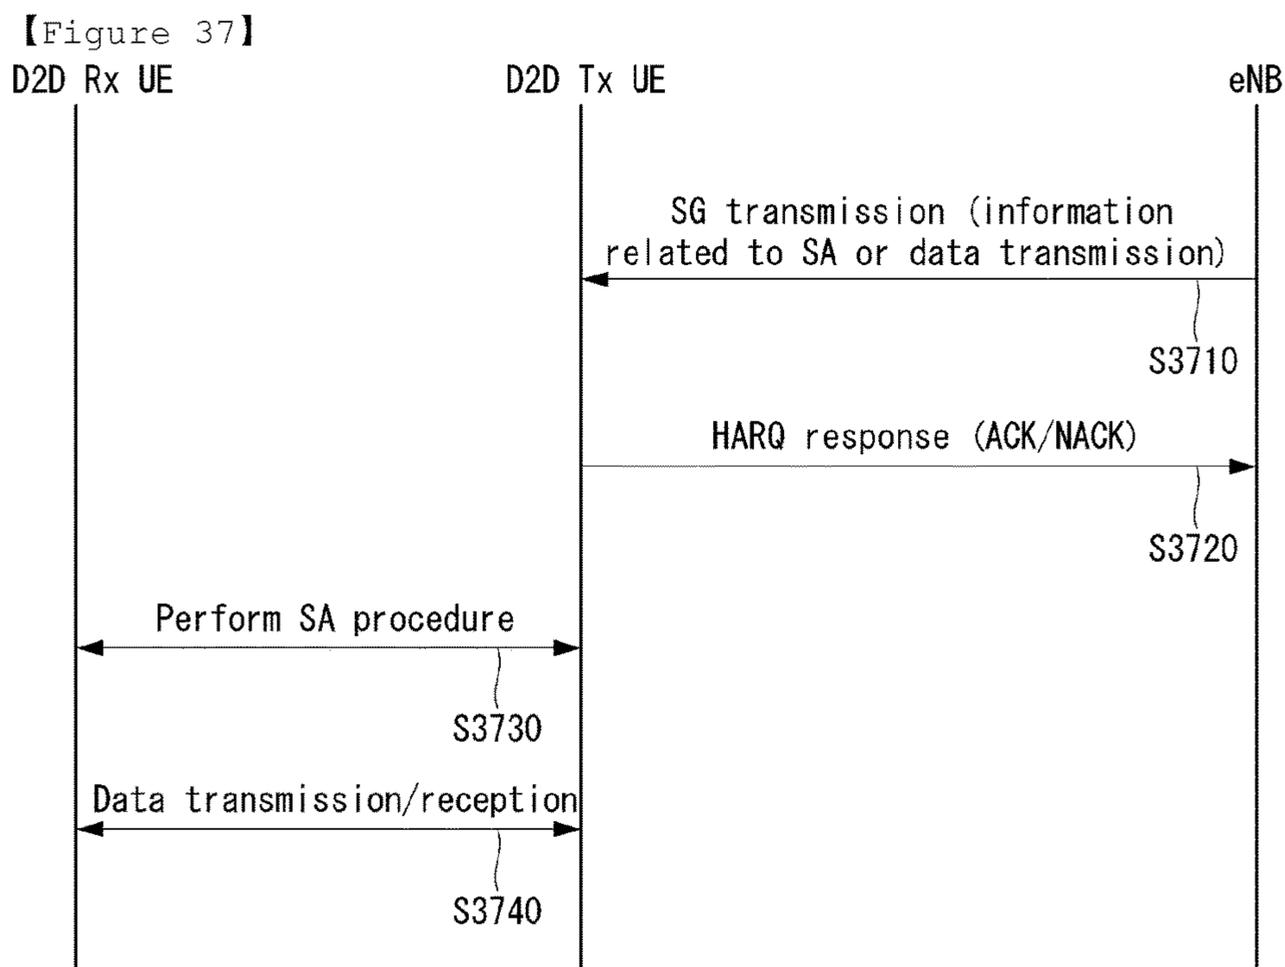 【Figure 37】
D2D Rx UE D2D Tx UE eNB
SG transmission (information
related to SA or data transmission)
S3710
HARQ response (ACK/NACK)
S3720
Perform SA procedure
S3730
Data transmission/reception
S3740